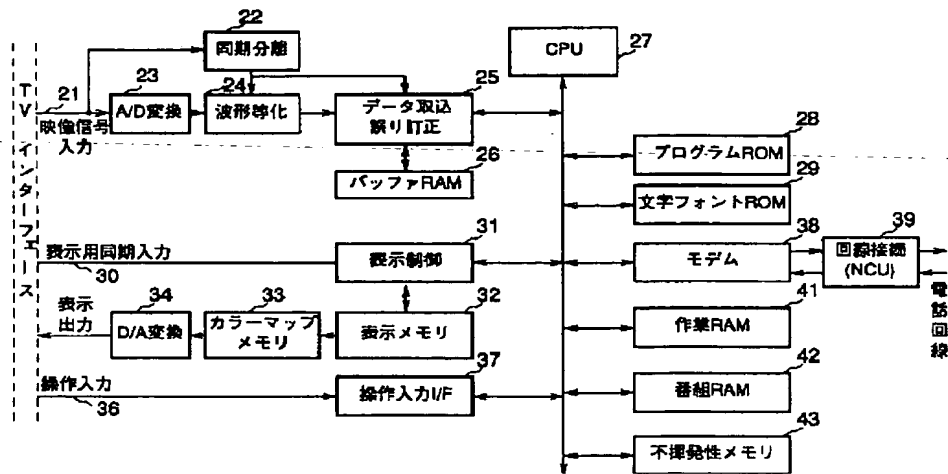 22
同期分離
CPU
27
TV インターフェース
21
映像信号
入力
23
A/D変換
24
波形等化
25
データ取込
誤り訂正
28
プログラムROM
26
バッファRAM
29
文字フォントROM
表示用同期入力
30
31
表示制御
38
モデム
39
回線接続
(NCU)
電話回線
表示
出力
34
D/A変換
33
カラーマップ
メモリ
32
表示メモリ
41
作業RAM
操作入力
36
37
操作入力I/F
42
番組RAM
43
不揮発性メモリ